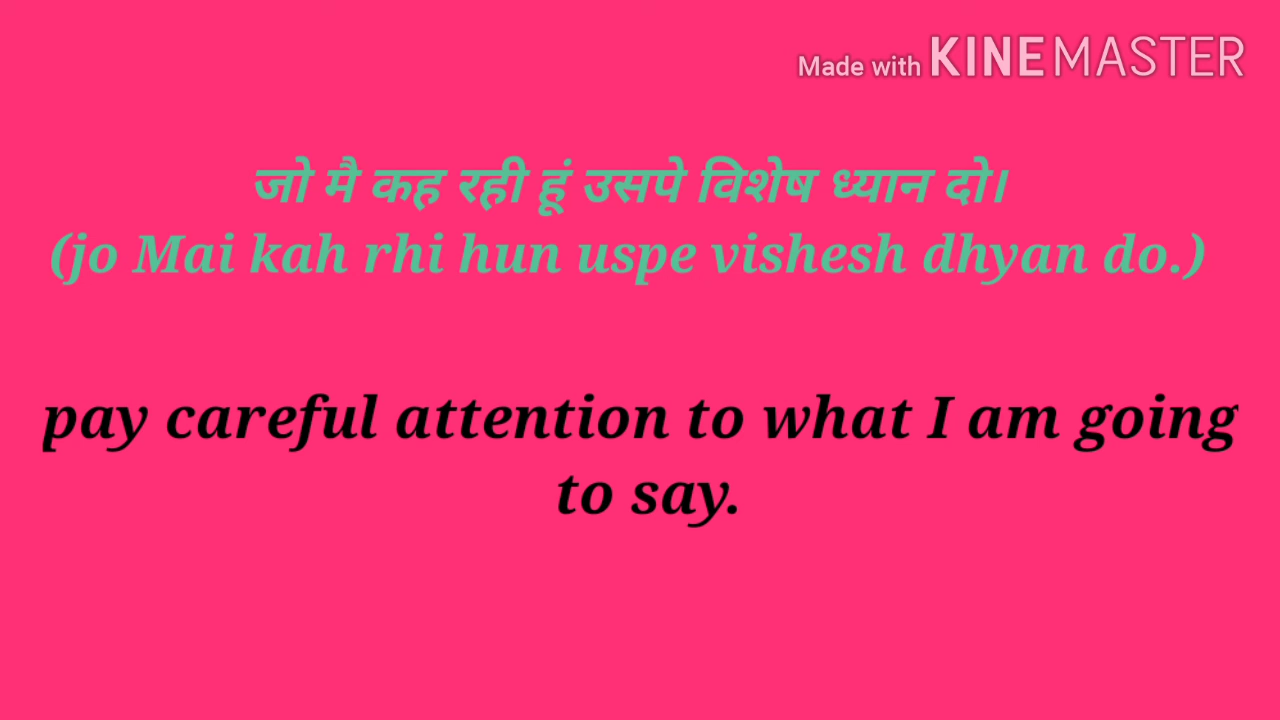 Made with KINEMASTER
जो मै कह रही हूं उसपे विशेष ध्यान दो।
(jo Mai kah rhi hun uspe vishesh dhyan do.)
pay careful attention to what I am going
to say.